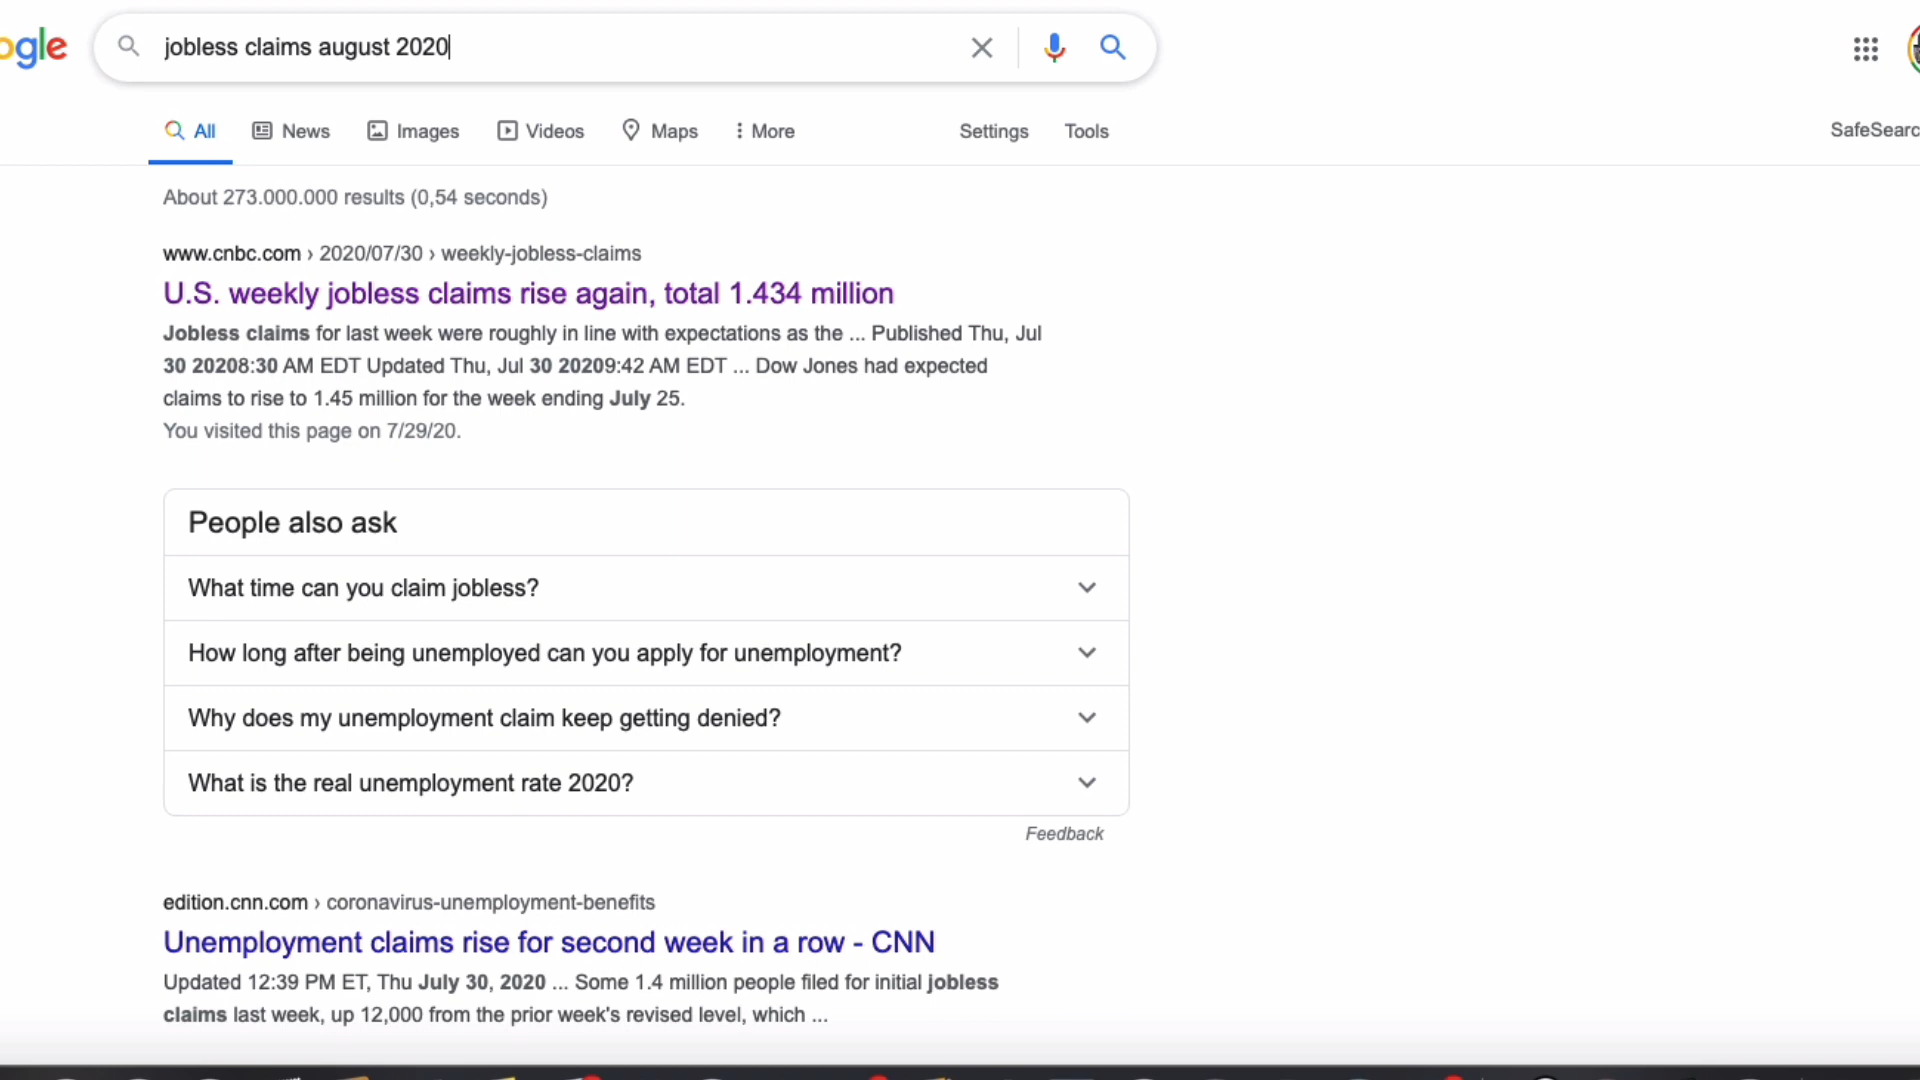 ogle
jobless claims august 2020
All News Images Videos Maps More Settings Tools SafeSearc
About 273.000.000 results (0,54 seconds)
www.cnbc.com › 2020/07/30 › weekly-jobless-claims
U.S. weekly jobless claims rise again, total 1.434 million
Jobless claims for last week were roughly in line with expectations as the ... Published Thu, Jul
30 20208:30 AM EDT Updated Thu, Jul 30 20209:42 AM EDT ... Dow Jones had expected
claims to rise to 1.45 million for the week ending July 25.
You visited this page on 7/29/20.
People also ask
What time can you claim jobless?
How long after being unemployed can you apply for unemployment?
Why does my unemployment claim keep getting denied?
What is the real unemployment rate 2020?
Feedback
edition.cnn.com › coronavirus-unemployment-benefits
Unemployment claims rise for second week in a row - CNN
Updated 12:39 PM ET, Thu July 30, 2020 ... Some 1.4 million people filed for initial jobless
claims last week, up 12,000 from the prior week's revised level, which ...